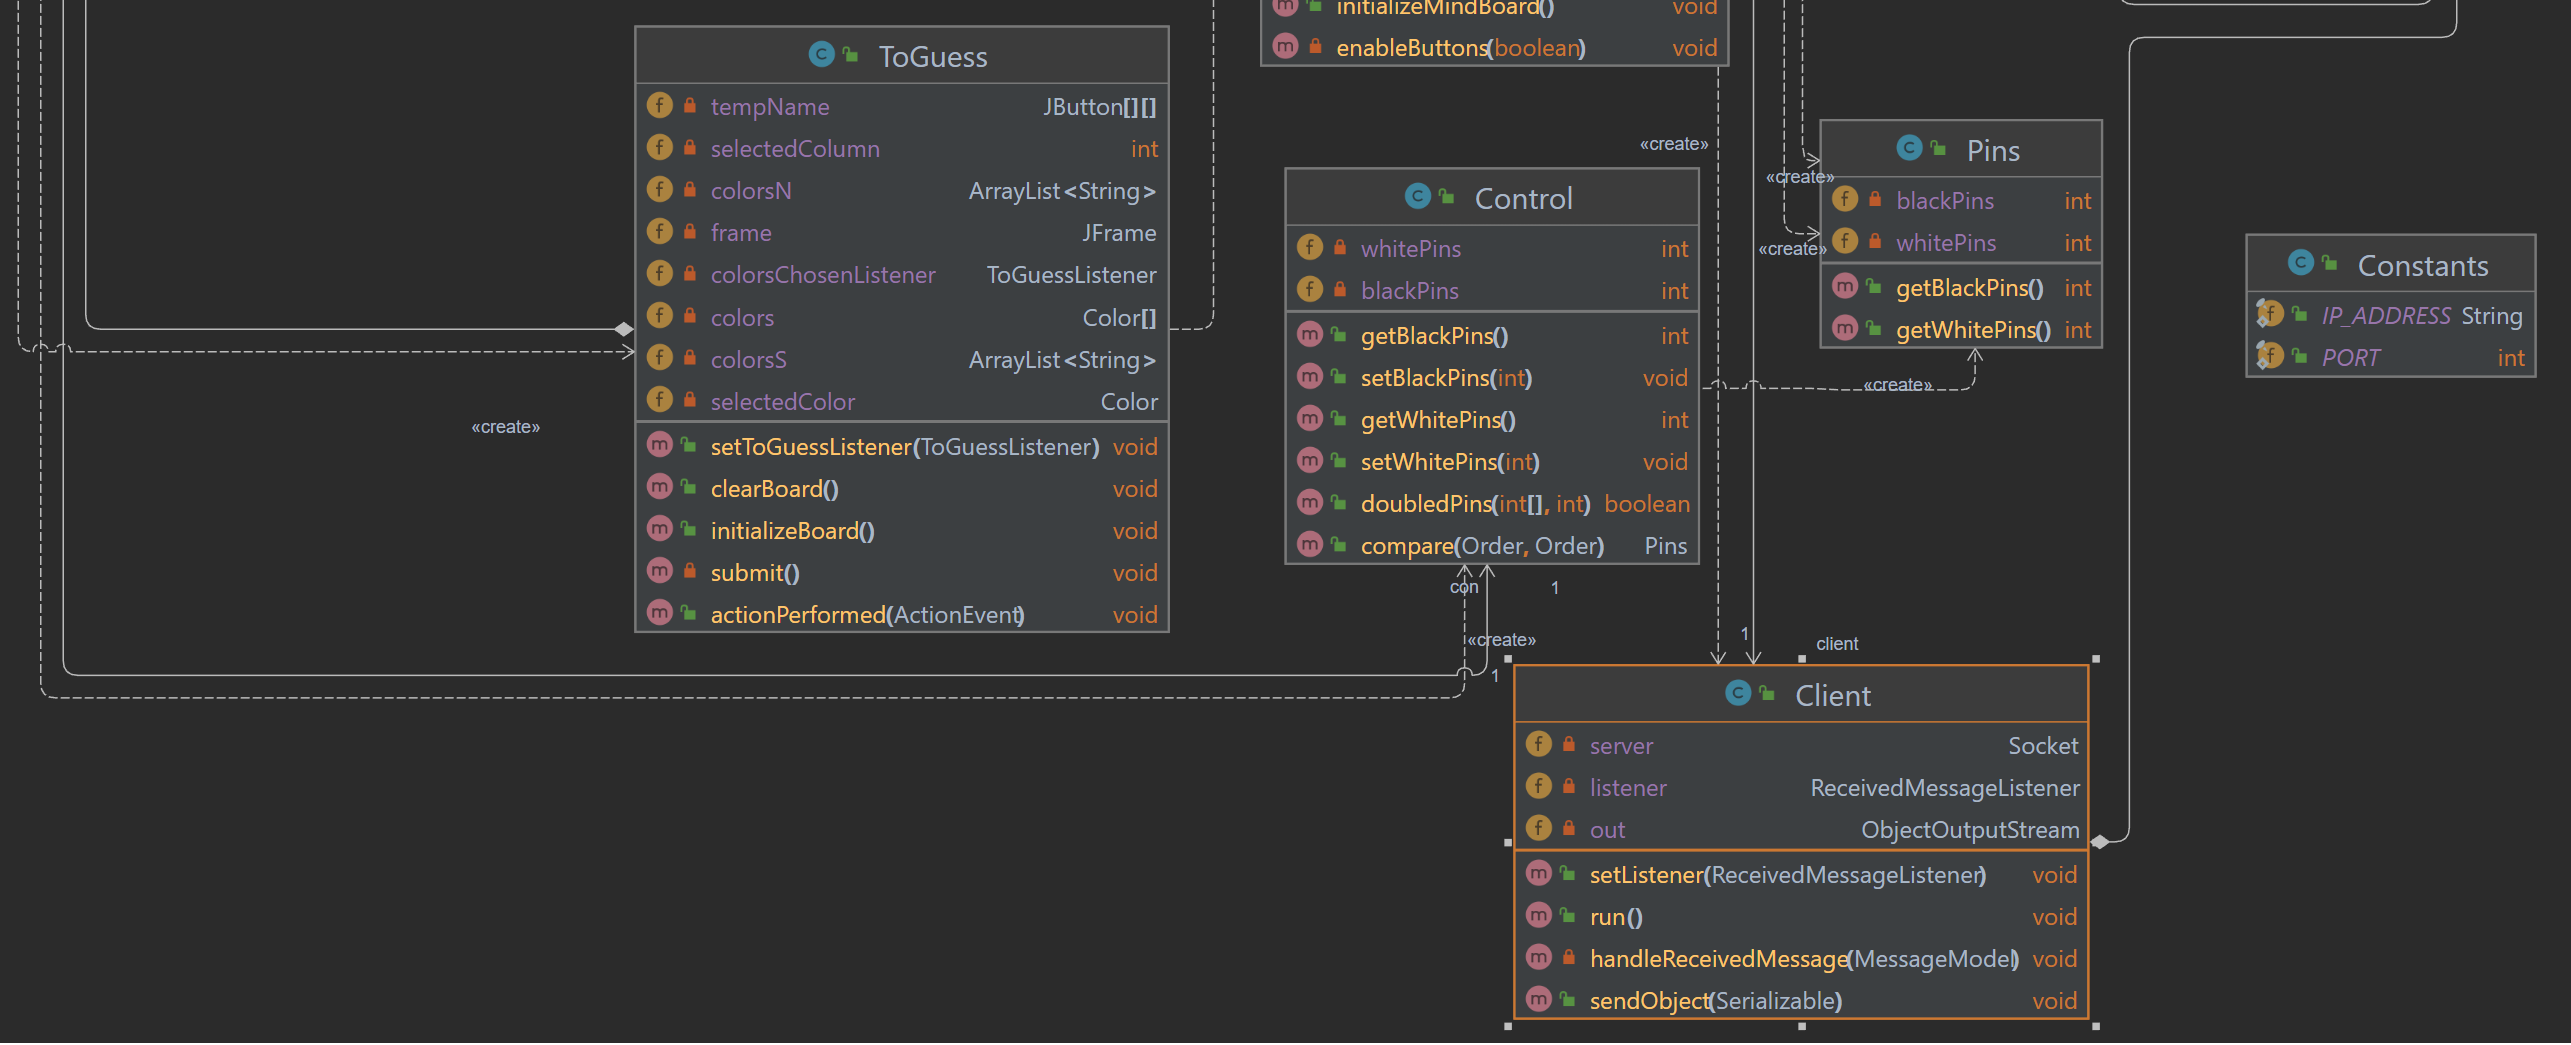 initializeMindBoard() void
enableButtons(boolean) void
ToGuess
tempName JButton[][]
selectedColumn int
colorsN ArrayList<String>
frame JFrame
colorsChosenListener ToGuessListener
colors Color[]
colorsS ArrayList<String>
selectedColor Color
setToGuessListener(ToGuessListener) void
clearBoard() void
initializeBoard() void
submit() void
actionPerformed(ActionEvent) void
«create»
«create»
Control
whitePins int
blackPins int
getBlackPins() int
setBlackPins(int) void
getWhitePins() int
setWhitePins(int) void
doubledPins(int[], int) boolean
compare(Order, Order) Pins
«create»
«create»
Pins
blackPins int
whitePins int
getBlackPins() int
getWhitePins() int
«create»
Constants
IP_ADDRESS String
PORT int
con
1
«create»
1
1
client
Client
server Socket
listener ReceivedMessageListener
out ObjectOutputStream
setListener(ReceivedMessageListener) void
run() void
handleReceivedMessage(MessageModel) void
sendObject(Serializable) void